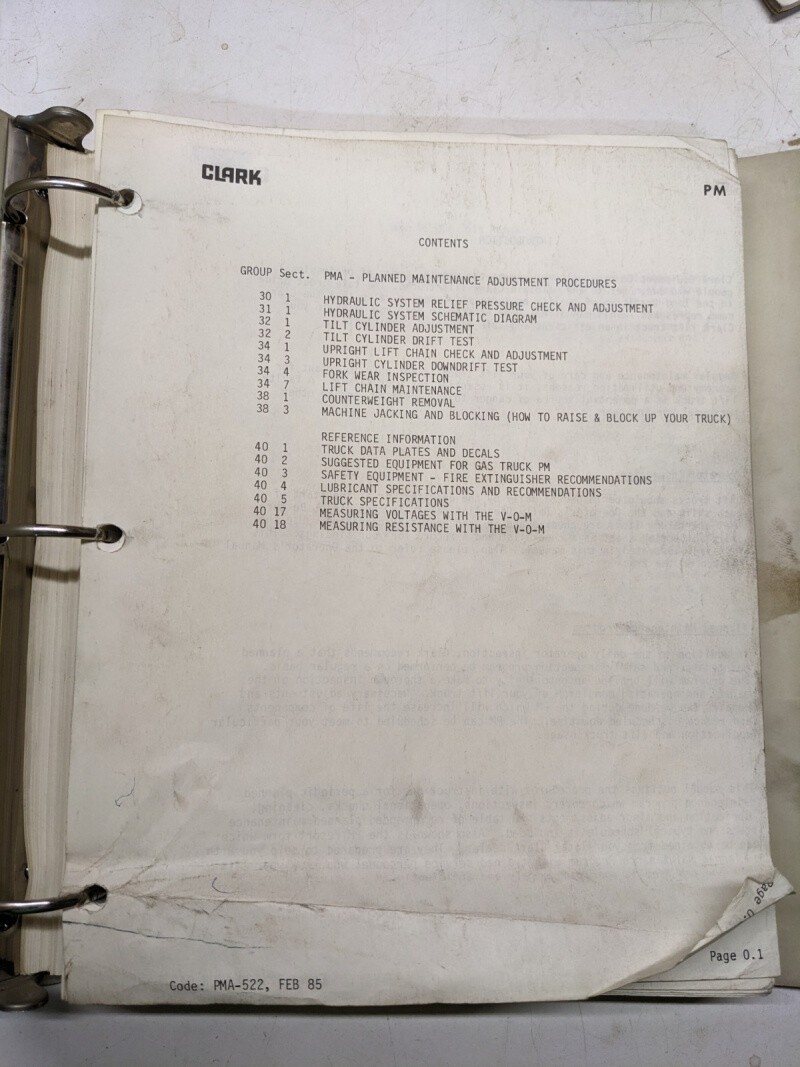 CLARK
PM
CONTENTS
GROUP Sect. PMA - PLANNED MAINTENANCE ADJUSTMENT PROCEDURES
30 1 HYDRAULIC SYSTEM RELIEF PRESSURE CHECK AND ADJUSTMENT
31 1 HYDRAULIC SYSTEM SCHEMATIC DIAGRAM
32 1 TILT CYLINDER ADJUSTMENT
32 2 TILT CYLINDER DRIFT TEST
34 1 UPRIGHT LIFT CHAIN CHECK AND ADJUSTMENT
34 3 UPRIGHT CYLINDER DOWNDRIFT TEST
34 4 FORK WEAR INSPECTION
34 7 LIFT CHAIN MAINTENANCE
38 1 COUNTERWEIGHT REMOVAL
38 3 MACHINE JACKING AND BLOCKING (HOW TO RAISE & BLOCK UP YOUR TRUCK)
REFERENCE INFORMATION
40 1 TRUCK DATA PLATES AND DECALS
40 2 SUGGESTED EQUIPMENT FOR GAS TRUCK PM
40 3 SAFETY EQUIPMENT - FIRE EXTINGUISHER RECOMMENDATIONS
40 4 LUBRICANT SPECIFICATIONS AND RECOMMENDATIONS
40 5 TRUCK SPECIFICATIONS
40 17 MEASURING VOLTAGES WITH THE V-O-M
40 18 MEASURING RESISTANCE WITH THE V-O-M
Page 0.
Page 0.1
Code: PMA-522, FEB 85